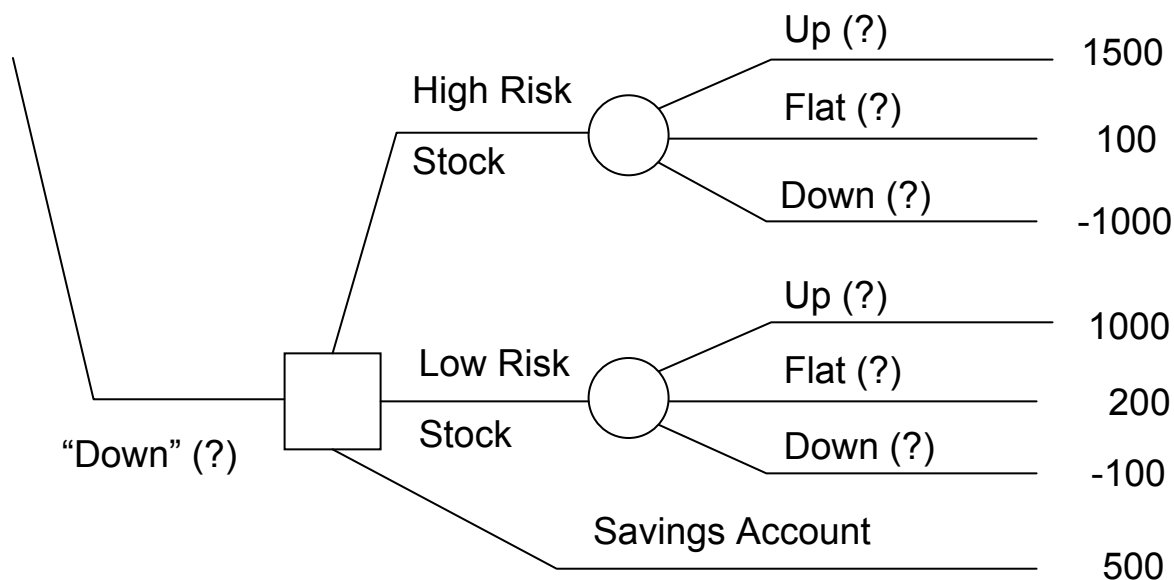 Up (?)
1500
High Risk
Stock
Flat (?)
100
Down (?)
-1000
Up (?)
1000
Low Risk
Stock
Flat (?)
200
“Down” (?)
Down (?)
-100
Savings Account
500